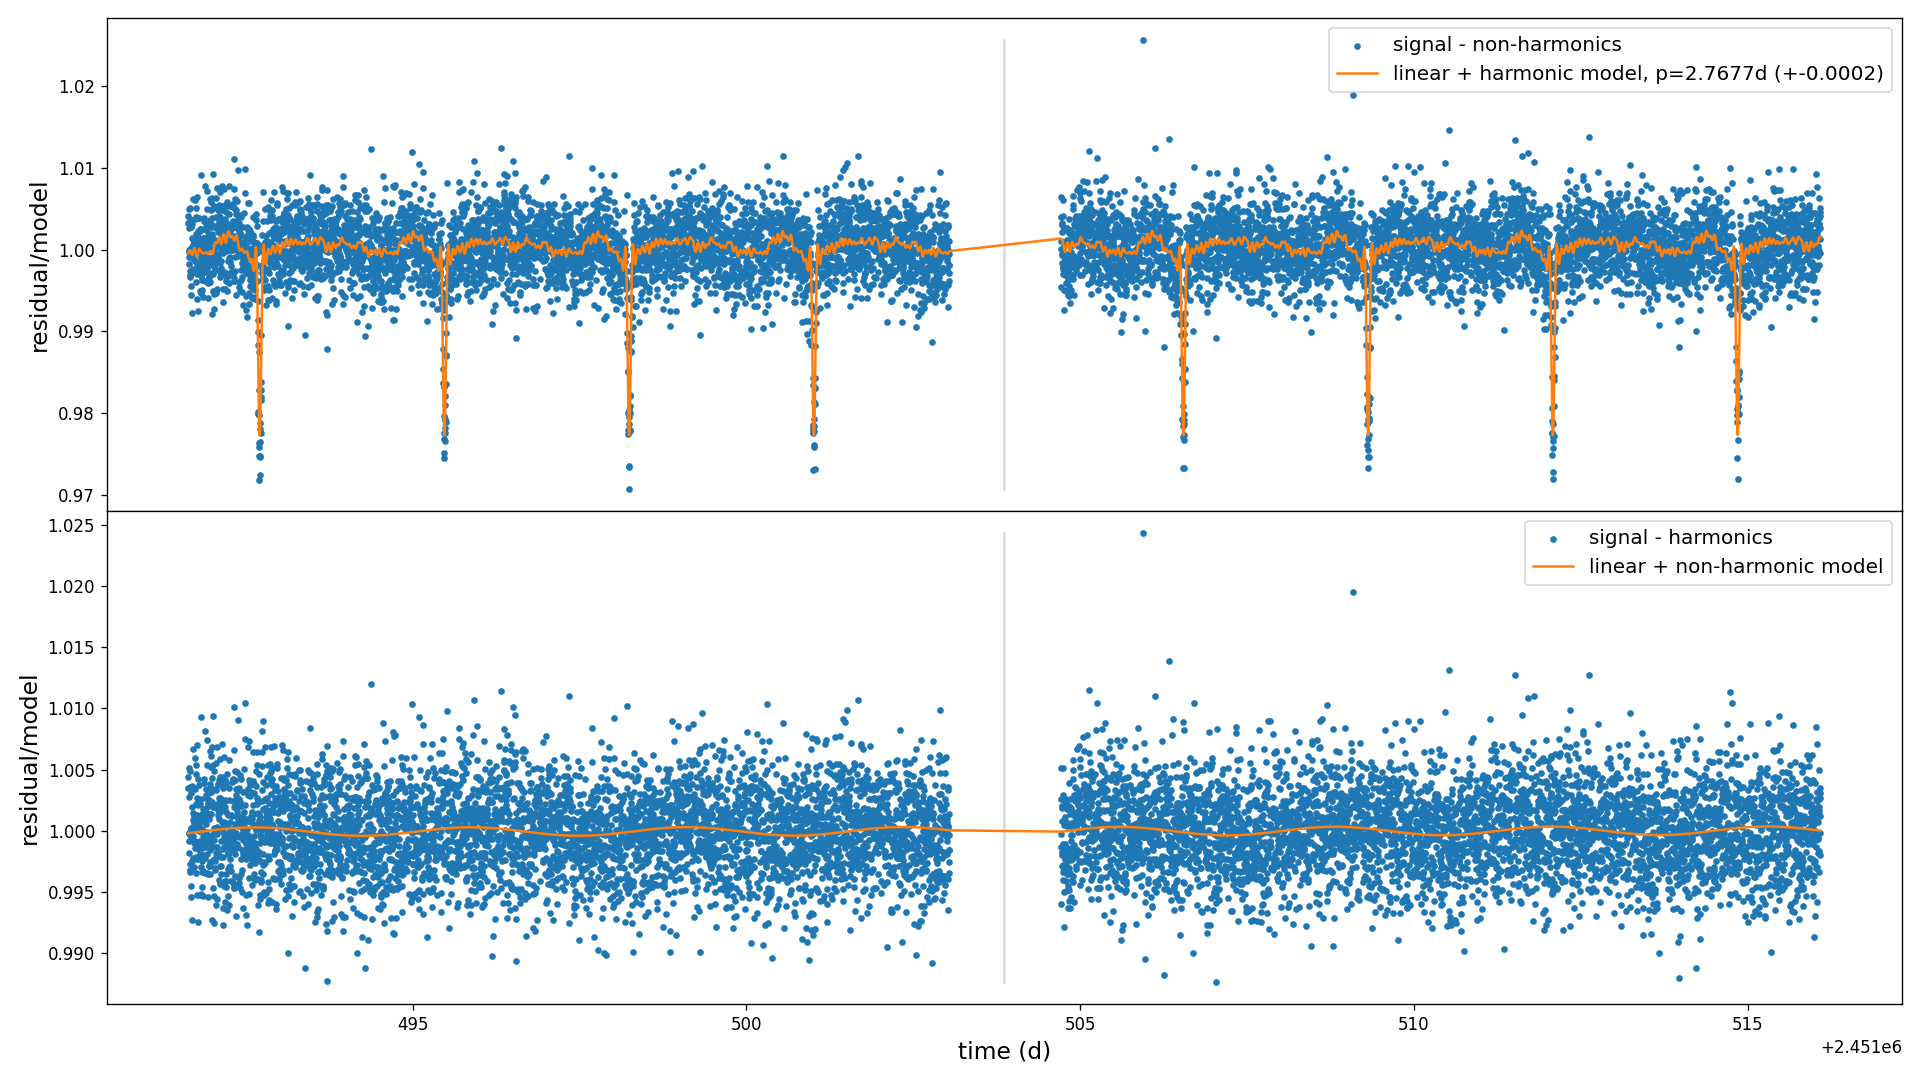 signal - non-harmonics
linear + harmonic model, p=2.7677d (+-0.0002)
1.02
1.01
1.00
0.99
0.98
0.97
residual/model
signal - harmonics
linear + non-harmonic model
1.025
1.020
1.015
1.010
1.005
1.000
0.995
0.990
residual/model
495
500
505
510
515
time (d)
+2.451e6